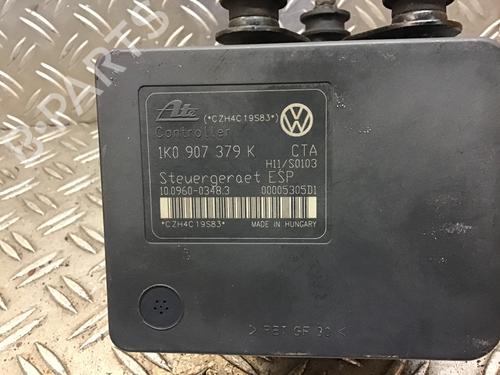 Ate (*CZH4C19S83*)
Controller
1K0 907 379 K CTA
H11/S0103
Steuergeraet ESP
10.0960-0348.3 00005305D1
*CZH4C19S83* MADE IN HUNGARY
B-PARTS